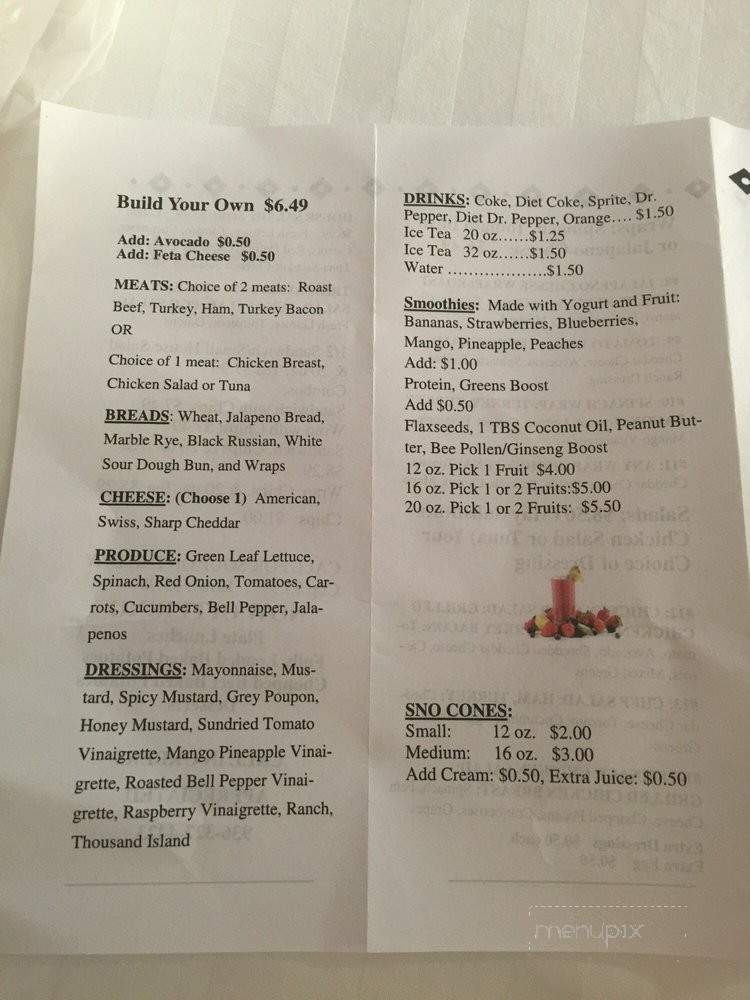 Build Your Own $6.49
Add: Avocado $0.50
Add: Feta Cheese $0.50
MEATS: Choice of 2 meats: Roast
Beef, Turkey, Ham, Turkey Bacon
OR
Choice of 1 meat: Chicken Breast,
Chicken Salad or Tuna
BREADS: Wheat, Jalapeno Bread,
Marble Rye, Black Russian, White
Sour Dough Bun, and Wraps
CHEESE: (Choose 1) American,
Swiss, Sharp Cheddar
PRODUCE: Green Leaf Lettuce,
Spinach, Red Onion, Tomatoes, Car-
rots, Cucumbers, Bell Pepper, Jala-
penos
DRESSINGS: Mayonnaise, Mus-
tard, Spicy Mustard, Grey Poupon,
Honey Mustard, Sundried Tomato
Vinaigrette, Mango Pineapple Vinai-
grette, Roasted Bell Pepper Vinai-
grette, Raspberry Vinaigrette, Ranch,
Thousand Island
DRINKS: Coke, Diet Coke, Sprite, Dr.
Pepper, Diet Dr. Pepper, Orange.... $1.50
Ice Tea 20 oz......$1.25
Ice Tea 32 oz......$1.50
Water ...................$1.50
Smoothies: Made with Yogurt and Fruit:
Bananas, Strawberries, Blueberries,
Mango, Pineapple, Peaches
Add: $1.00
Protein, Greens Boost
Add $0.50
Flaxseeds, 1 TBS Coconut Oil, Peanut But-
ter, Bee Pollen/Ginseng Boost
12 oz. Pick 1 Fruit $4.00
16 oz. Pick 1 or 2 Fruits:$5.00
20 oz. Pick 1 or 2 Fruits: $5.50
SNO CONES:
Small: 12 oz. $2.00
Medium: 16 oz. $3.00
Add Cream: $0.50, Extra Juice: $0.50
menupix